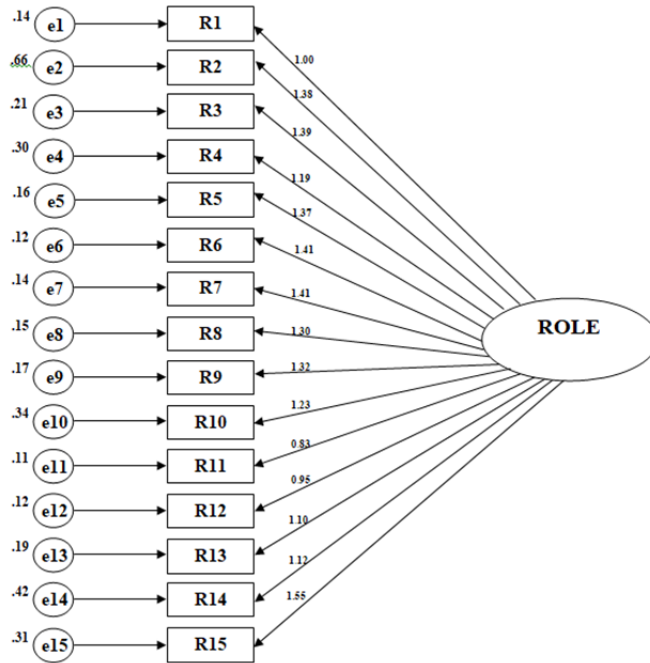 .14 e1 R1
1.00
.66 e2 R2
1.38
.21 e3 R3
1.39
.30 e4 R4
1.19
.16 e5 R5
1.37
.12 e6 R6
1.41
.14 e7 R7
1.41
.15 e8 R8
1.30
ROLE
.17 e9 R9
1.32
.34 e10 R10
1.23
.11 e11 R11
0.83
.12 e12 R12
0.95
.19 e13 R13
1.10
.42 e14 R14
1.12
1.55
.31 e15 R15